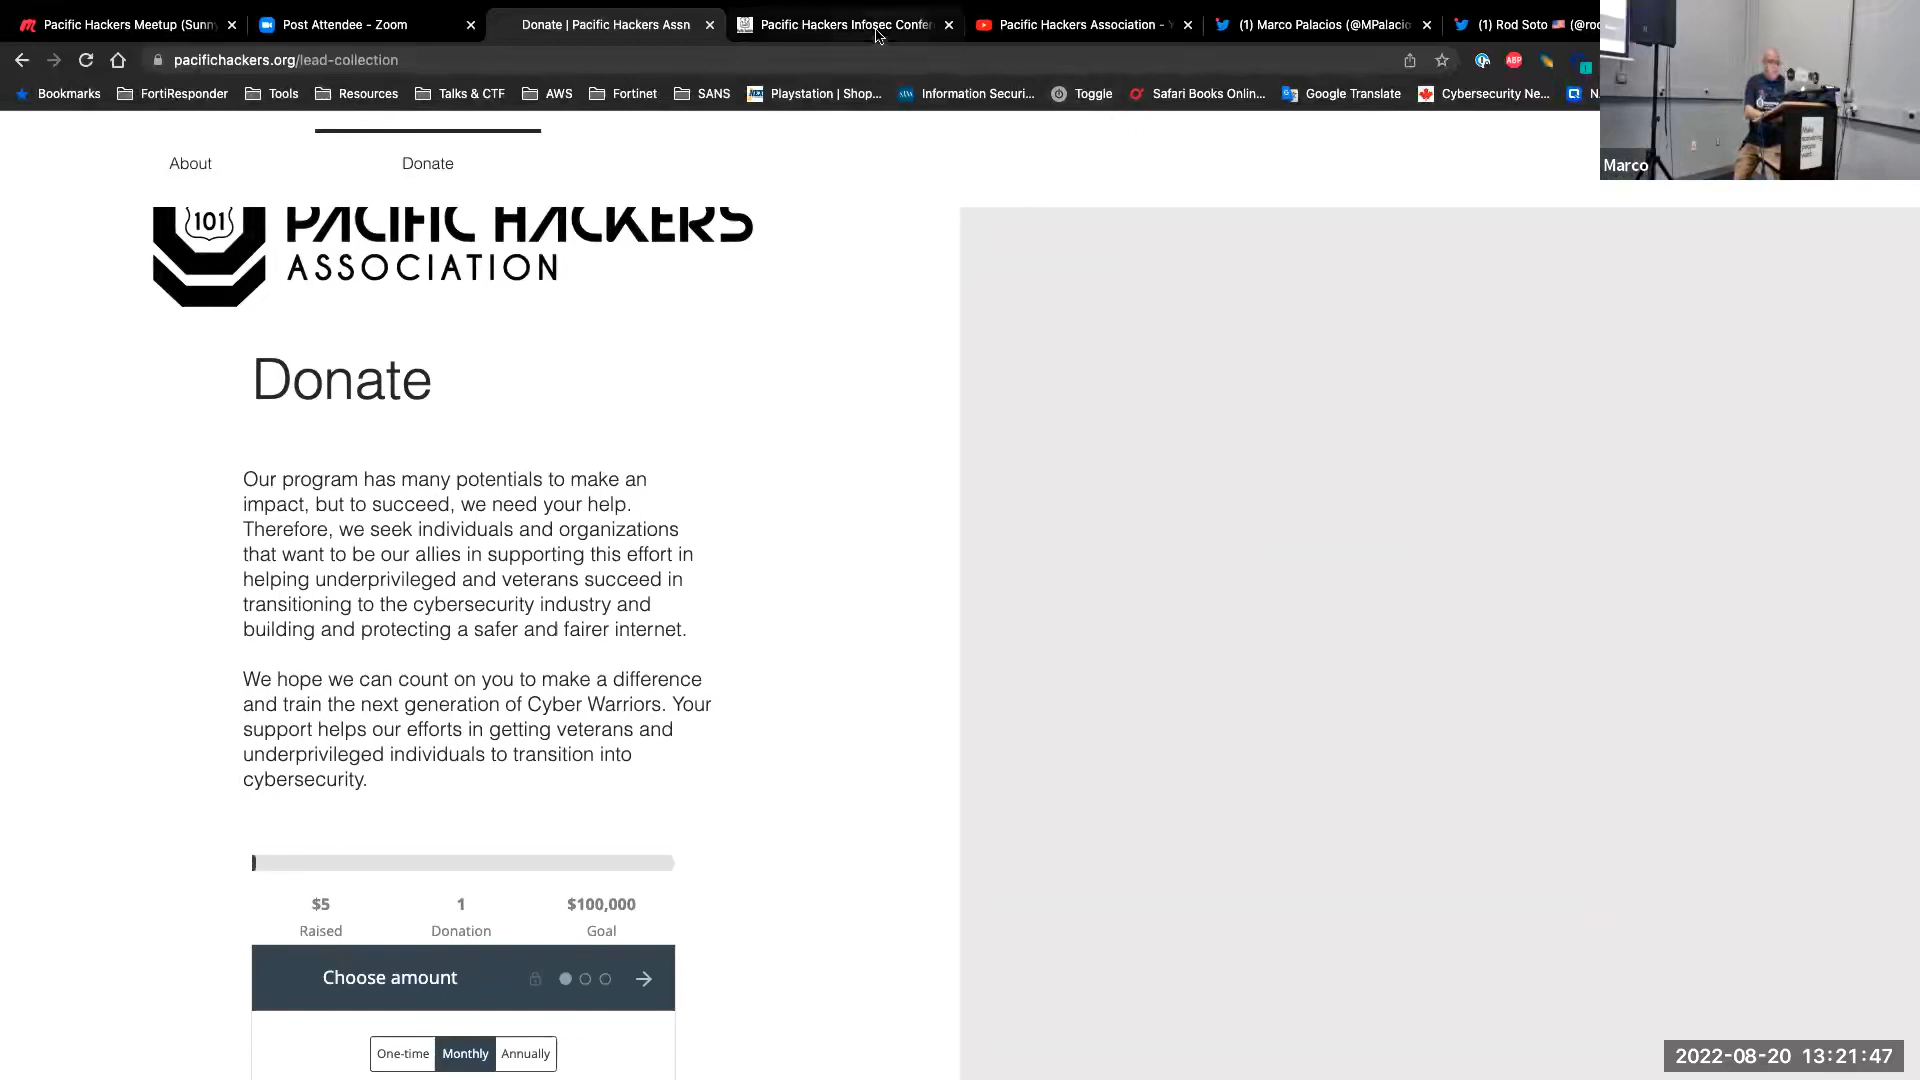 Pacific Hackers Meetup (Sunny
Post Attendee - Zoom
Donate | Pacific Hackers Assn
Pacific Hackers Infosec Confer
Pacific Hackers Association - Y
(1) Marco Palacios (@MPalacio
(1) Rod Soto 🇺🇸 (@roo
pacifichackers.org/lead-collection
ABP
Bookmarks
FortiResponder
Tools
Resources
Talks & CTF
AWS
Fortinet
SANS
Playstation | Shop...
Information Securi...
Toggle
Safari Books Onlin...
Google Translate
Cybersecurity Ne...
N
Marco
About
Donate
101
PACIFIC HACKERS
ASSOCIATION
Donate
Our program has many potentials to make an
impact, but to succeed, we need your help.
Therefore, we seek individuals and organizations
that want to be our allies in supporting this effort in
helping underprivileged and veterans succeed in
transitioning to the cybersecurity industry and
building and protecting a safer and fairer internet.
We hope we can count on you to make a difference
and train the next generation of Cyber Warriors. Your
support helps our efforts in getting veterans and
underprivileged individuals to transition into
cybersecurity.
$5
Raised
1
Donation
$100,000
Goal
Choose amount
One-time
Monthly
Annually
2022-08-20 13:21:47